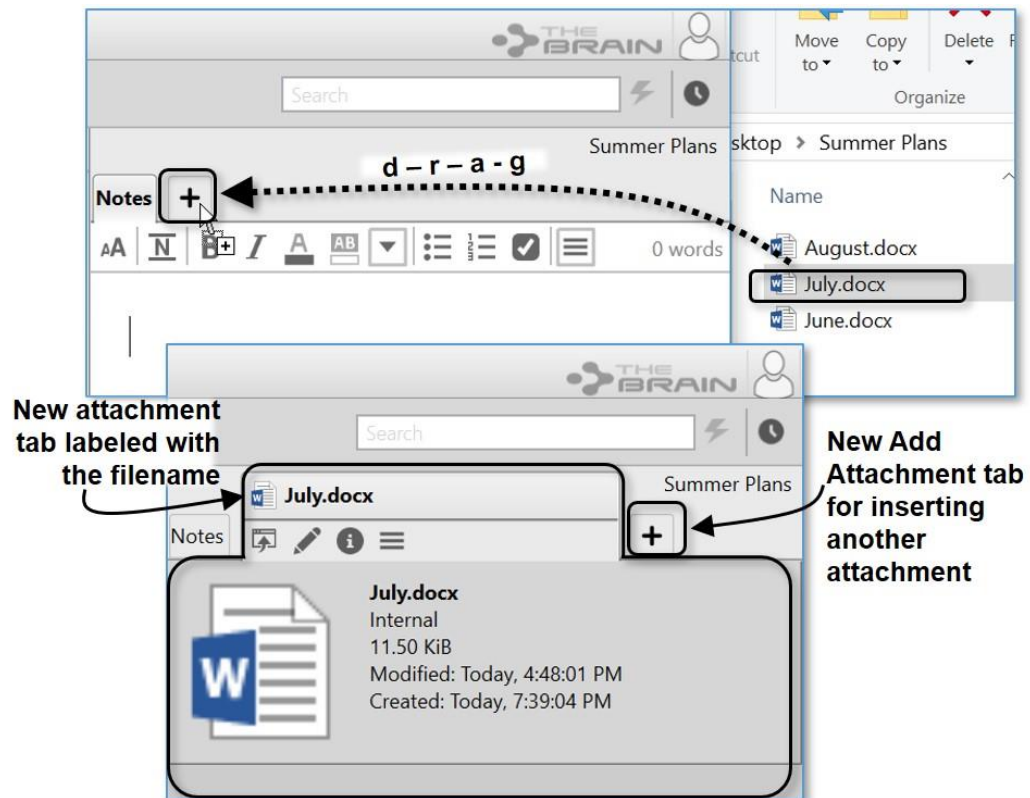 THE
BRAIN
tcut
Move
to
Copy
to
Delete
Organize
Search
Summer Plans
sktop > Summer Plans
d – r – a - g
Notes +
Name
AA N B I A AB 0 words
August.docx
July.docx
June.docx
THE
BRAIN
Search
New attachment
tab labeled with
the filename
New Add
Attachment tab
for inserting
another
attachment
July.docx
Summer Plans
Notes
+
W
July.docx
Internal
11.50 KiB
Modified: Today, 4:48:01 PM
Created: Today, 7:39:04 PM